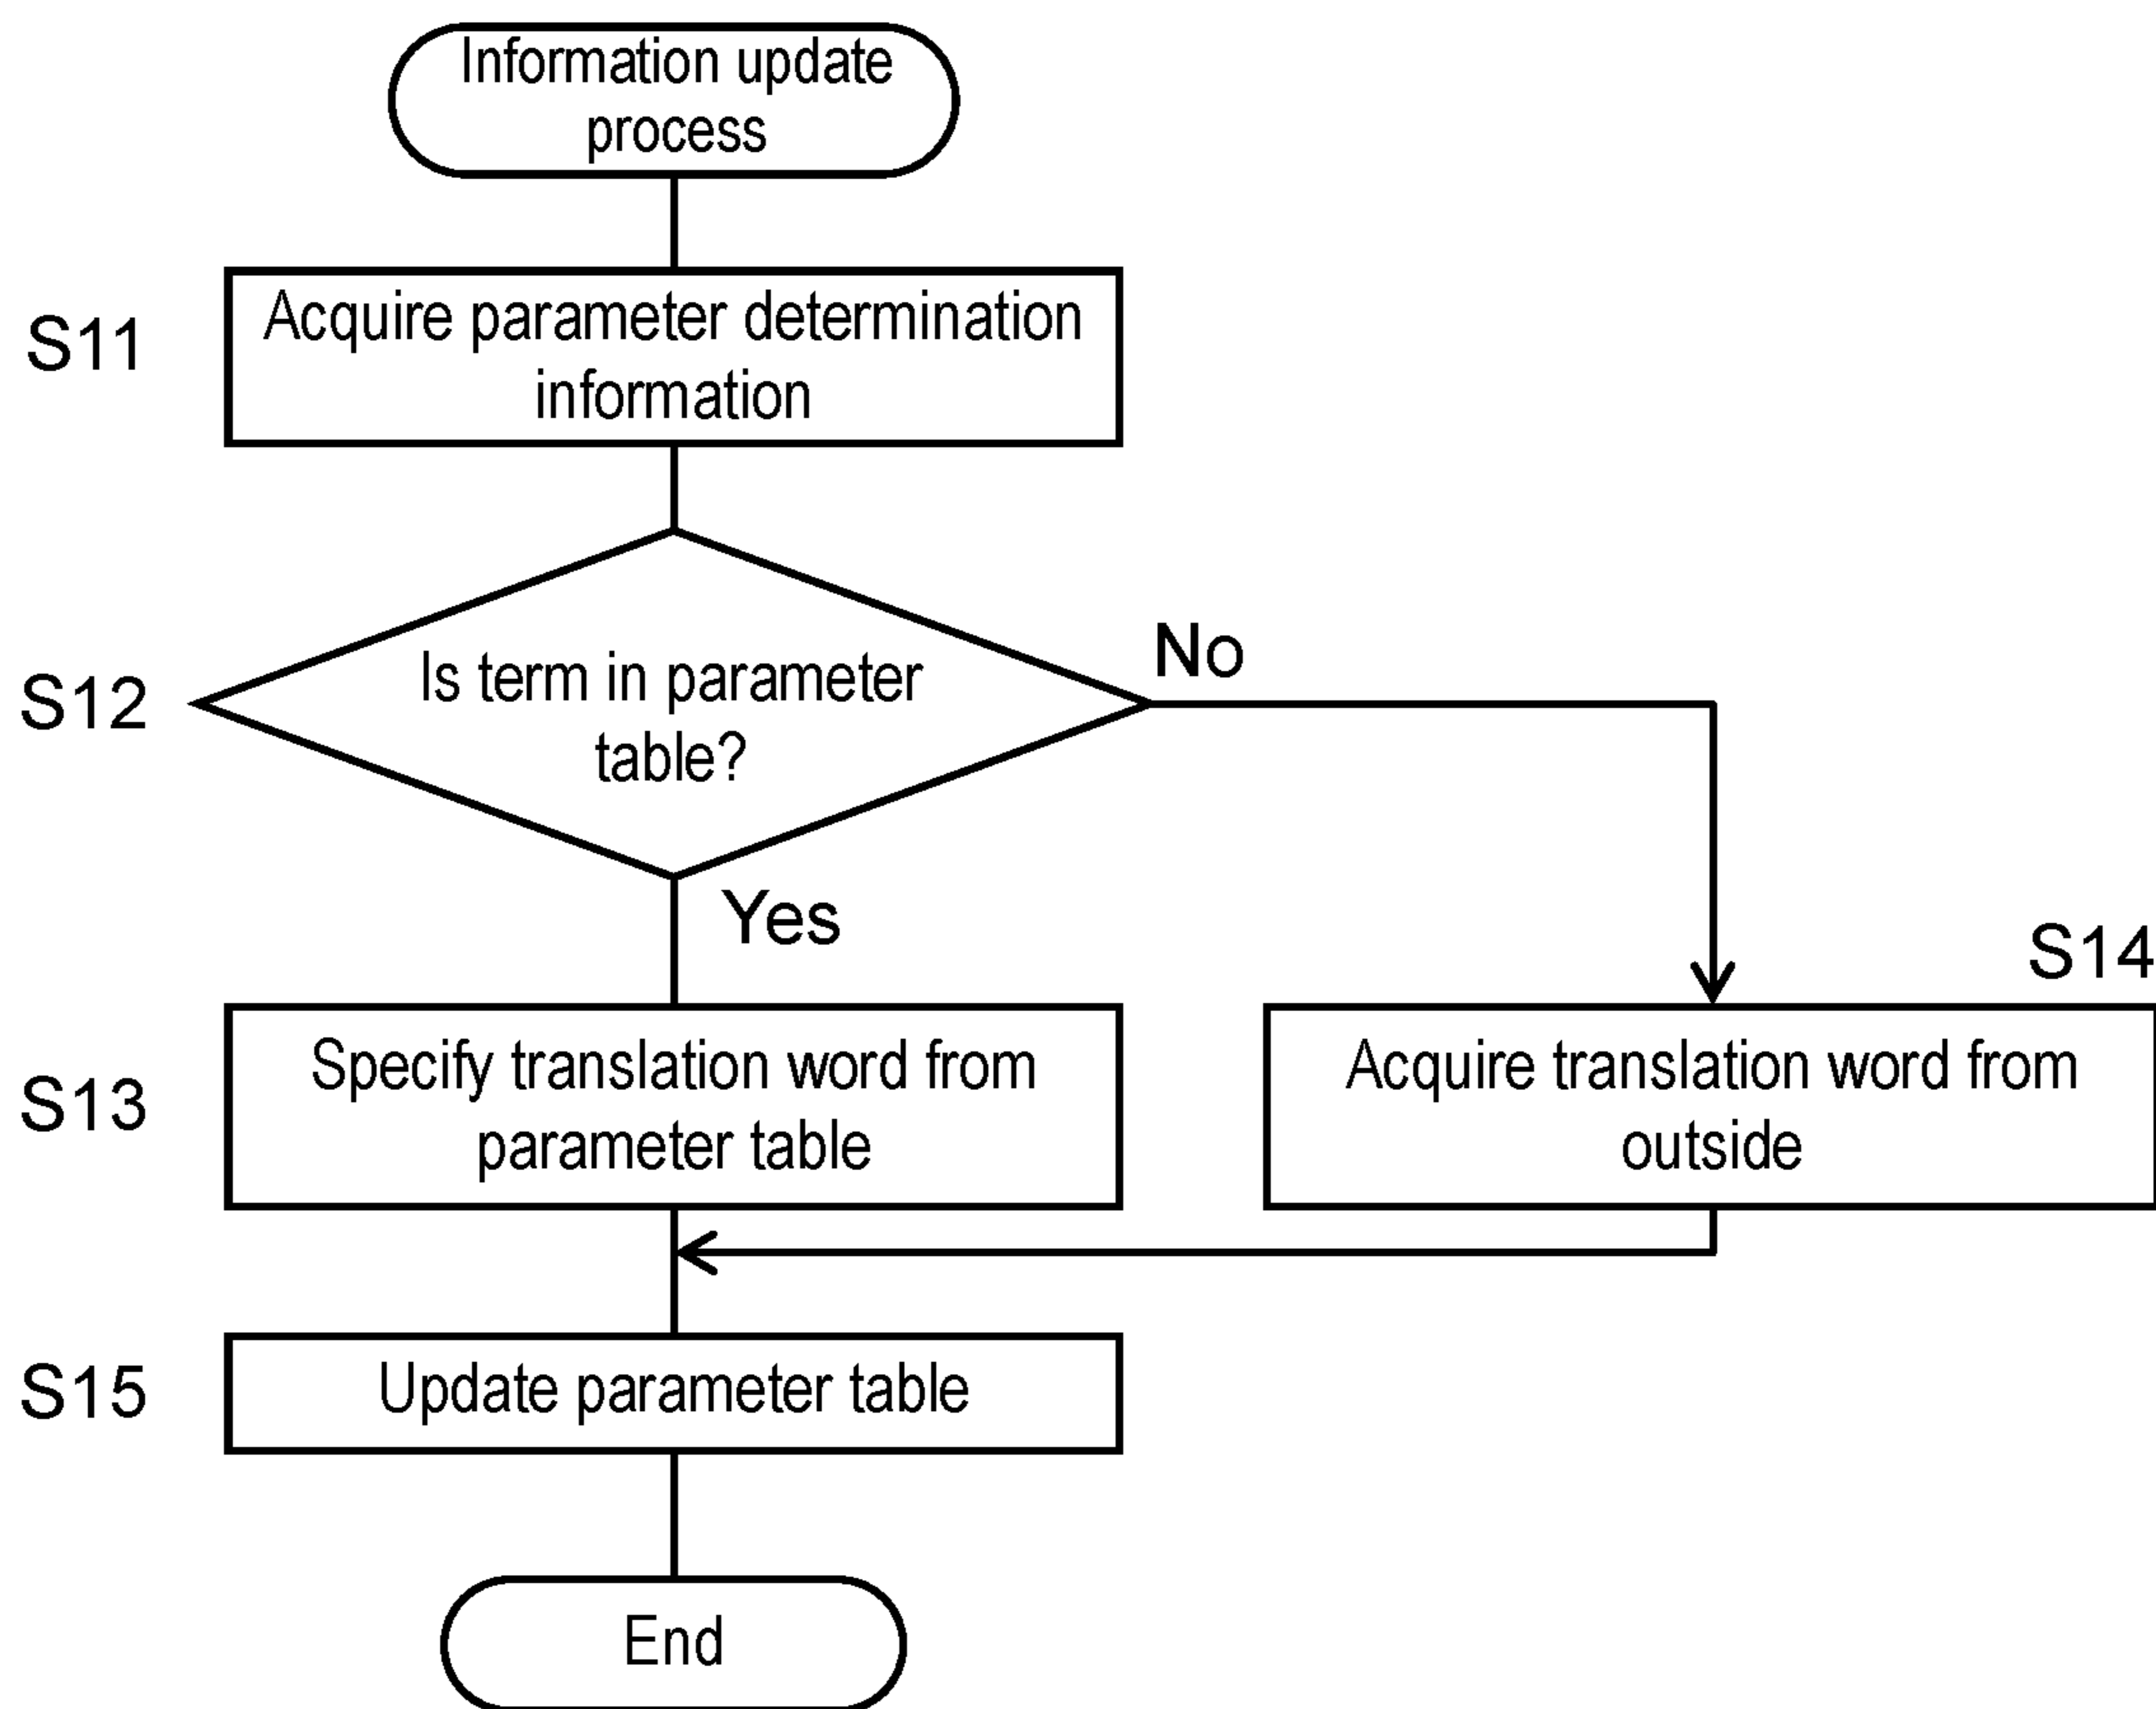 Information update
process
S11
Acquire parameter determination
information
S12
Is term in parameter
table?
No
Yes
S13
Specify translation word from
parameter table
S14
Acquire translation word from
outside
S15
Update parameter table
End